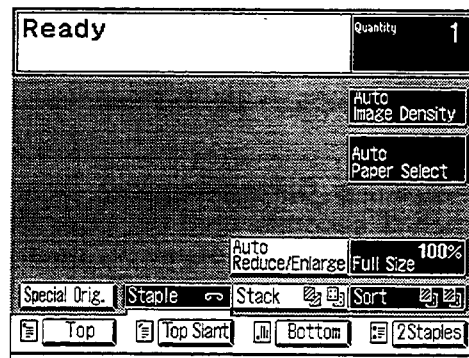 Ready
Quantity 1
Auto
Image Density
Auto
Paper Select
Auto
Reduce/Enlarge
100%
Full Size
Special Orig. Staple Stack Sort
Top Top Slant Bottom 2Staples